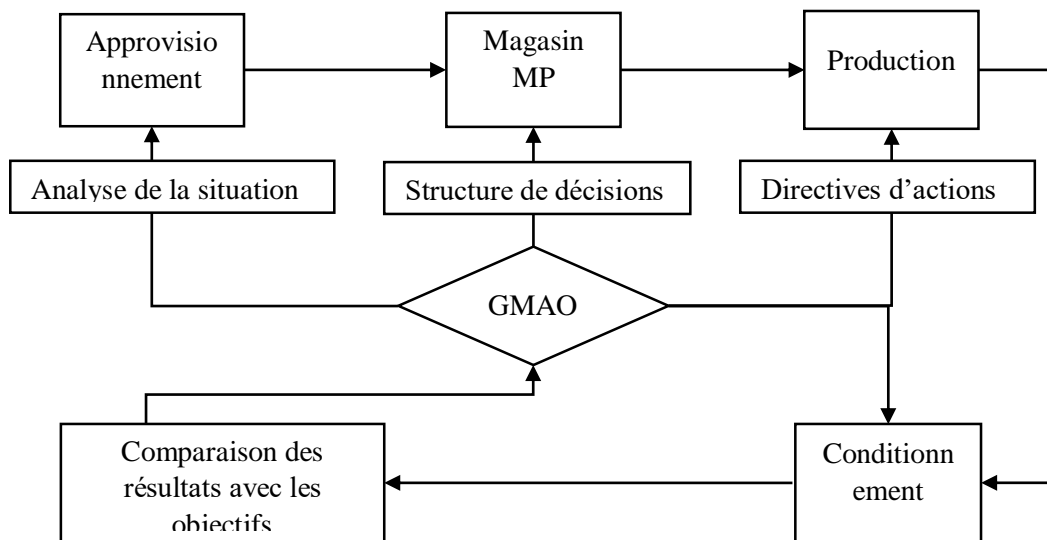 Approvisio
nnement
Magasin
MP
Production
Analyse de la situation
Structure de décisions
Directives d’actions
GMAO
Comparaison des
résultats avec les
objectifs
Conditionn
ement